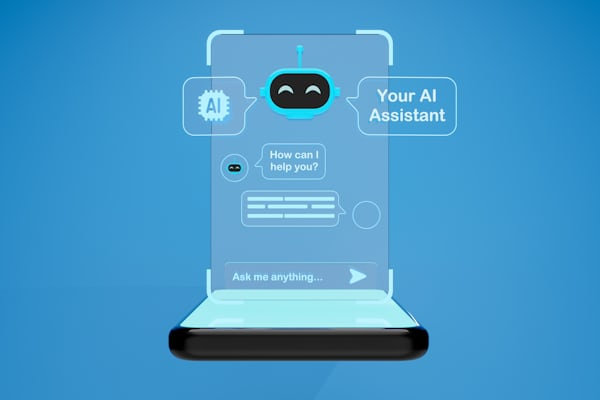 AI
Your AI
Assistant
How can I
help you?
Ask me anything...